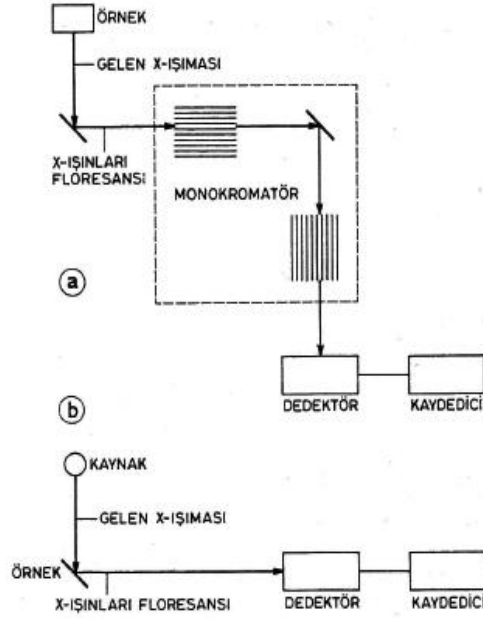 ÖRNEK
GELEN X-IŞIMASI
X-IŞINLARI
FLORESANSI
MONOKROMATÖR
a
DEDEKTÖR
KAYDEDİCİ
b
KAYNAK
GELEN X-IŞIMASI
ÖRNEK
X-IŞINLARI FLORESANSI
DEDEKTÖR
KAYDEDİCİ